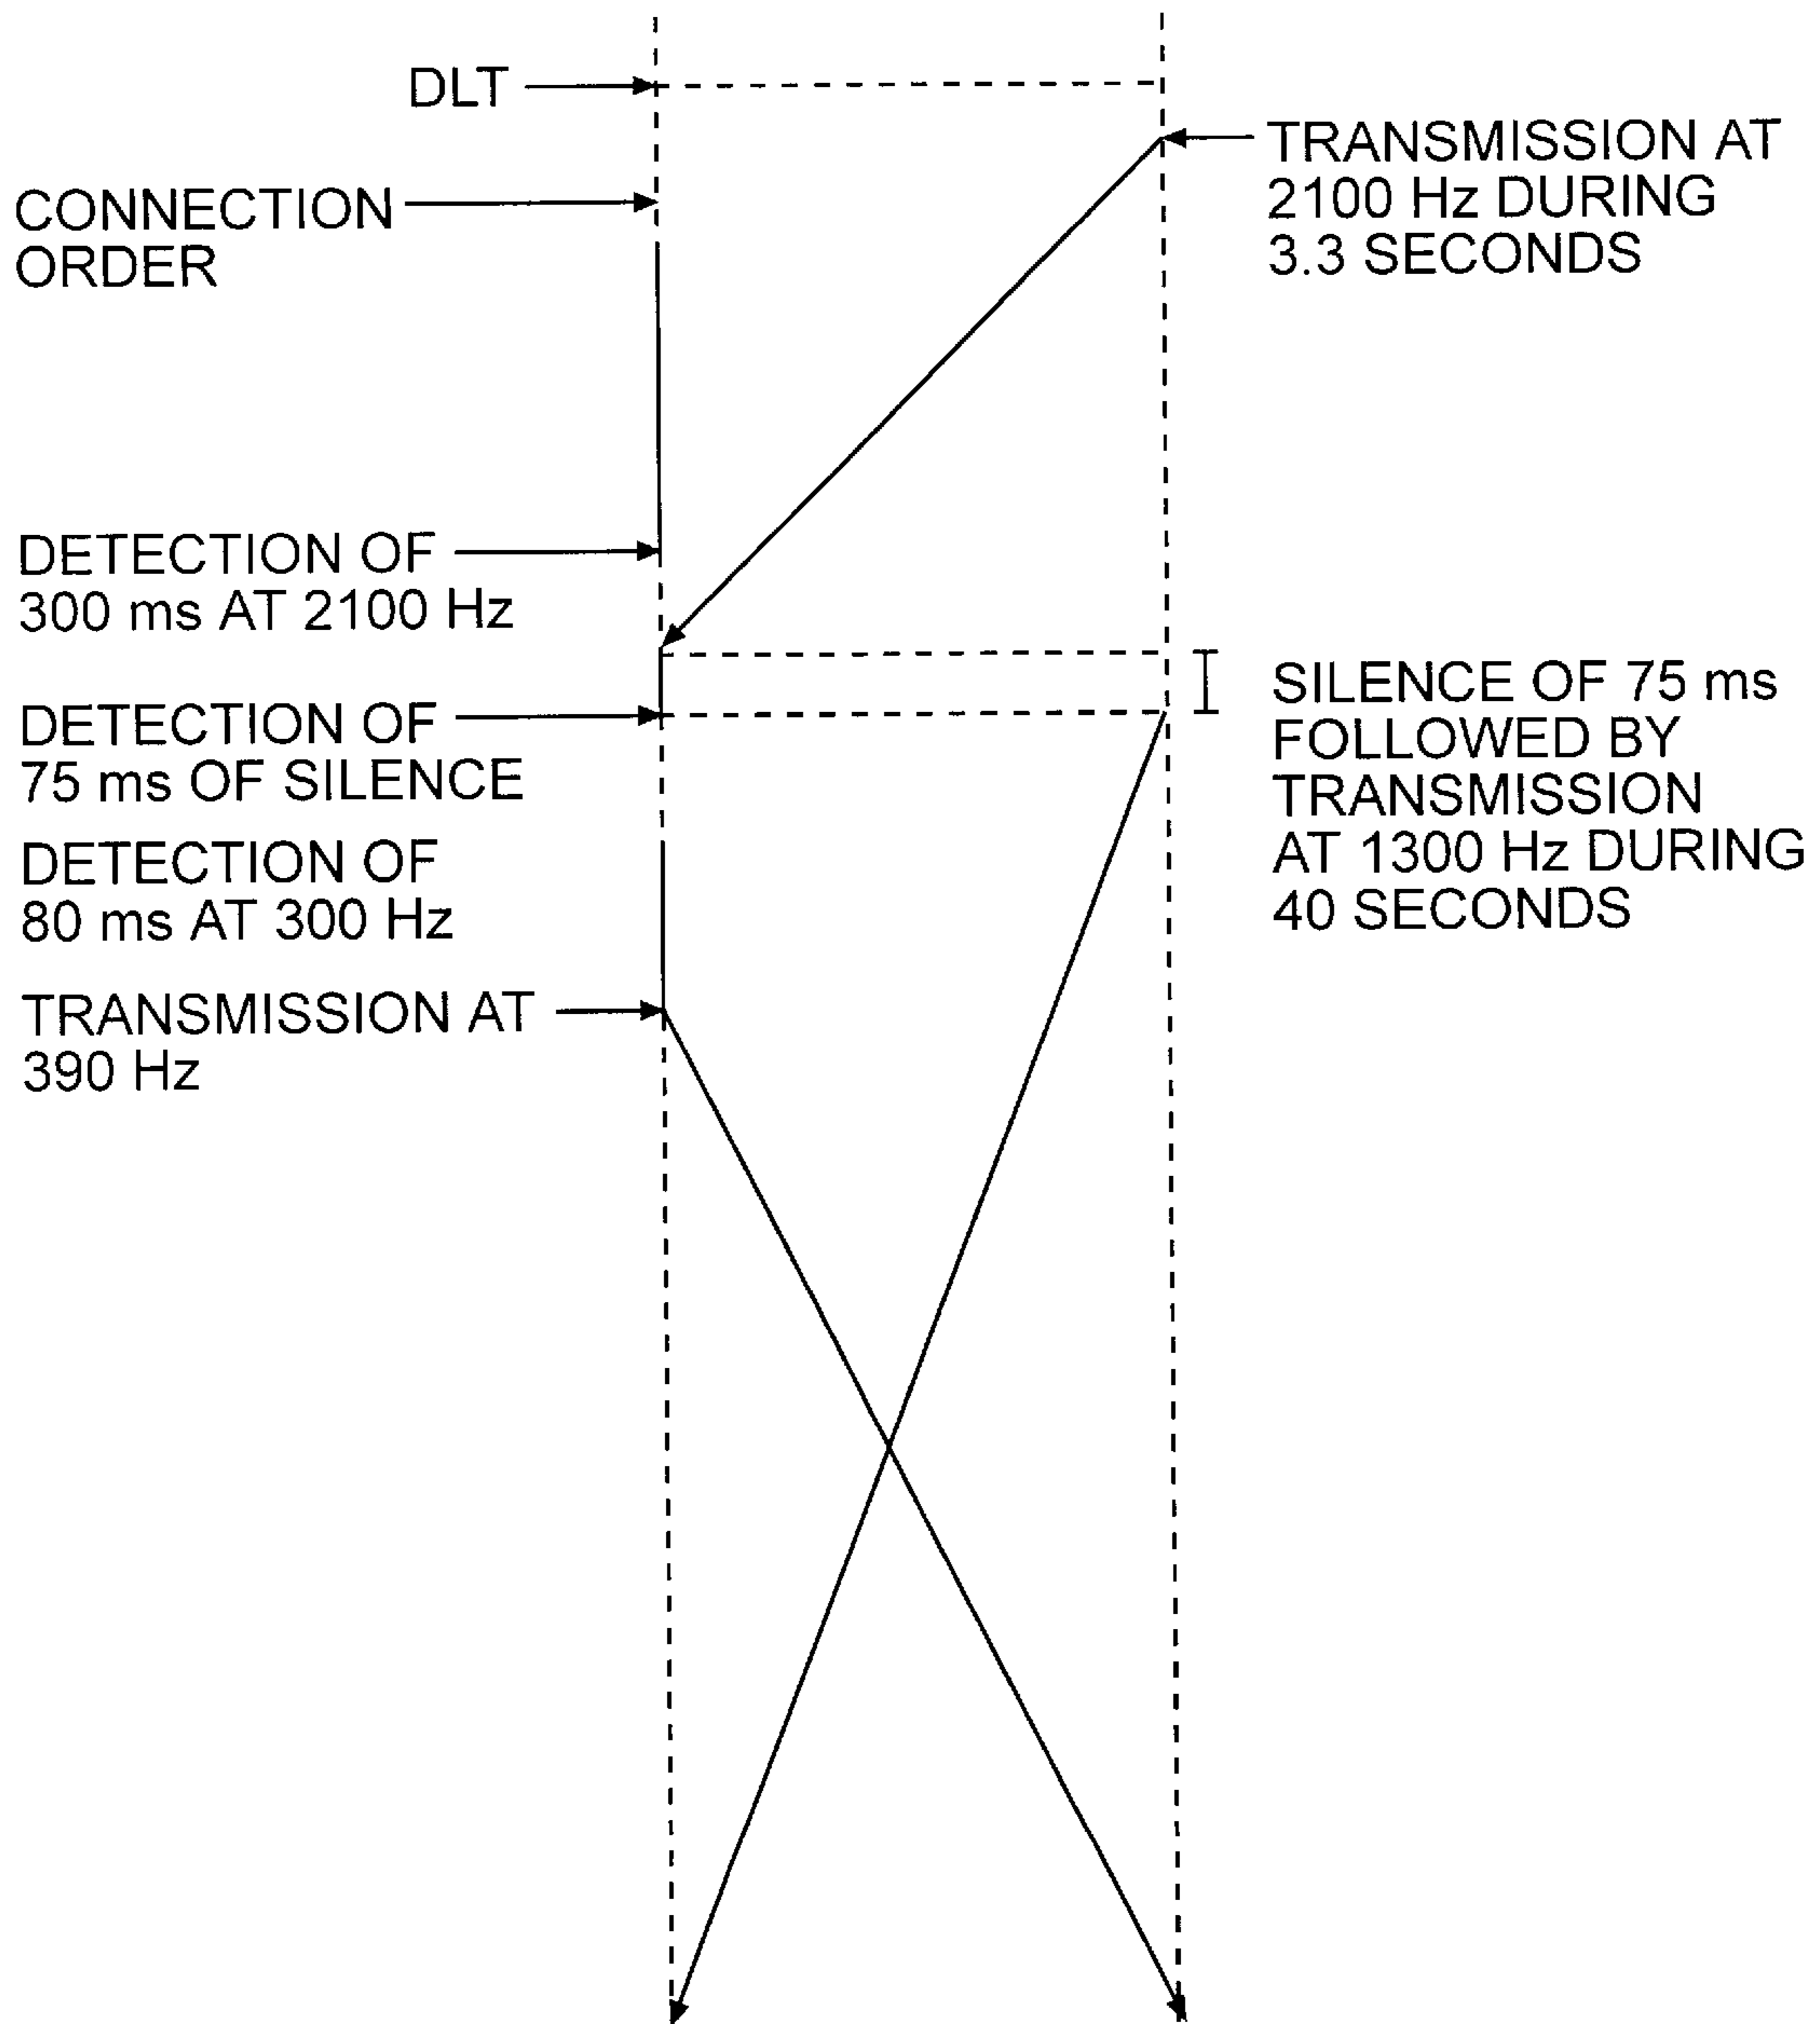 DLT
TRANSMISSION AT
2100 Hz DURING
3.3 SECONDS
CONNECTION
ORDER
DETECTION OF
300 ms AT 2100 Hz
SILENCE OF 75 ms
FOLLOWED BY
TRANSMISSION
AT 1300 Hz DURING
40 SECONDS
DETECTION OF
75 ms OF SILENCE
DETECTION OF
80 ms AT 300 Hz
TRANSMISSION AT
390 Hz